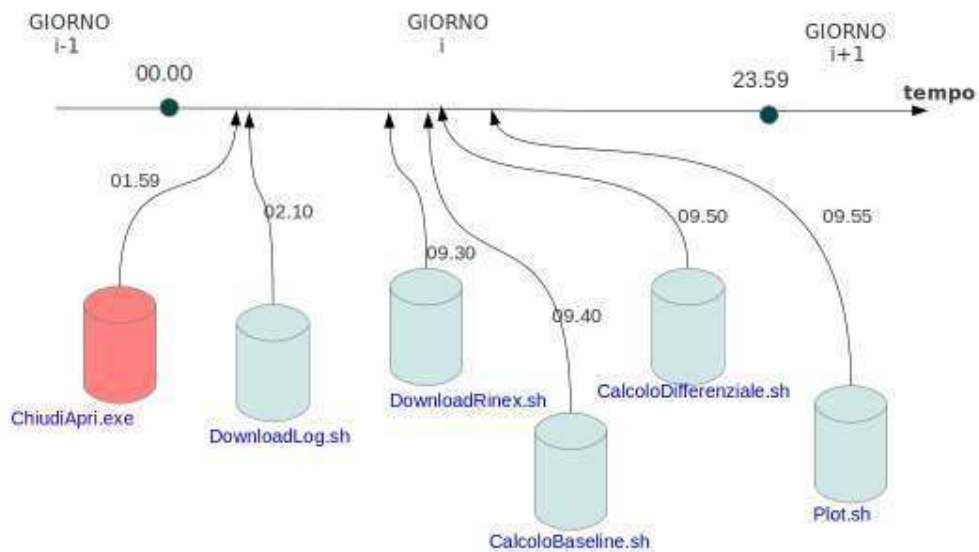 GIORNO
i-1
GIORNO
i
GIORNO
i+1
00.00
23.59
tempo
01.59
02.10
09.30
09.40
09.50
09.55
ChiudiApri.exe
DownloadLog.sh
DownloadRinex.sh
CalcoloBaseline.sh
CalcoloDifferenziale.sh
Plot.sh